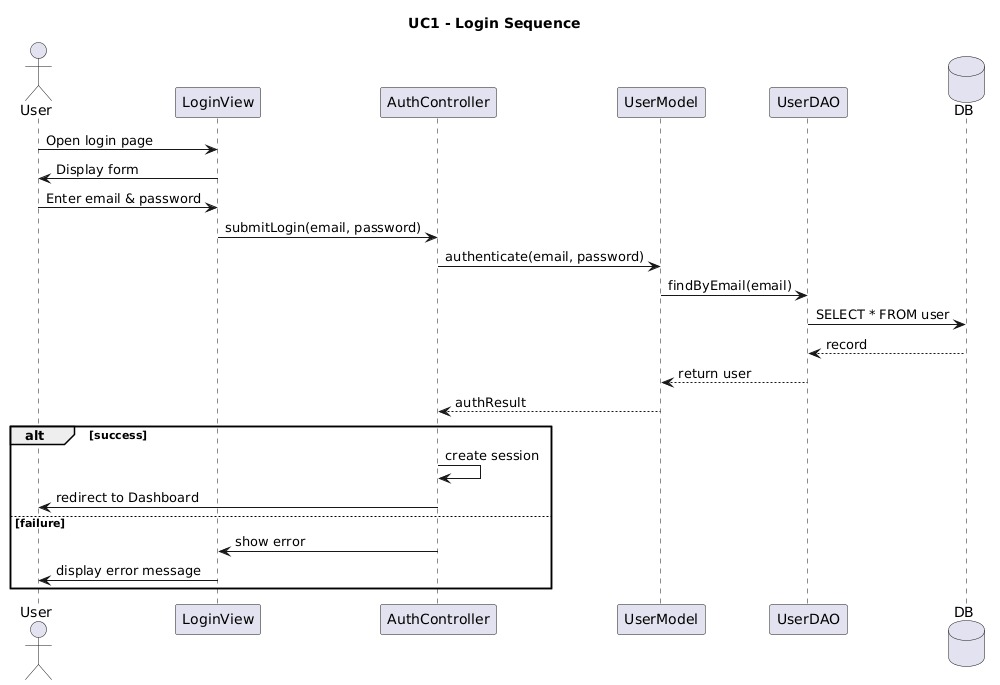 UC1 - Login Sequence
User
LoginView
AuthController
UserModel
UserDAO
DB
Open login page
Display form
Enter email & password
submitLogin(email, password)
authenticate(email, password)
findByEmail(email)
SELECT * FROM user
record
return user
authResult
alt [success]
create session
redirect to Dashboard
[failure]
show error
display error message
User
LoginView
AuthController
UserModel
UserDAO
DB